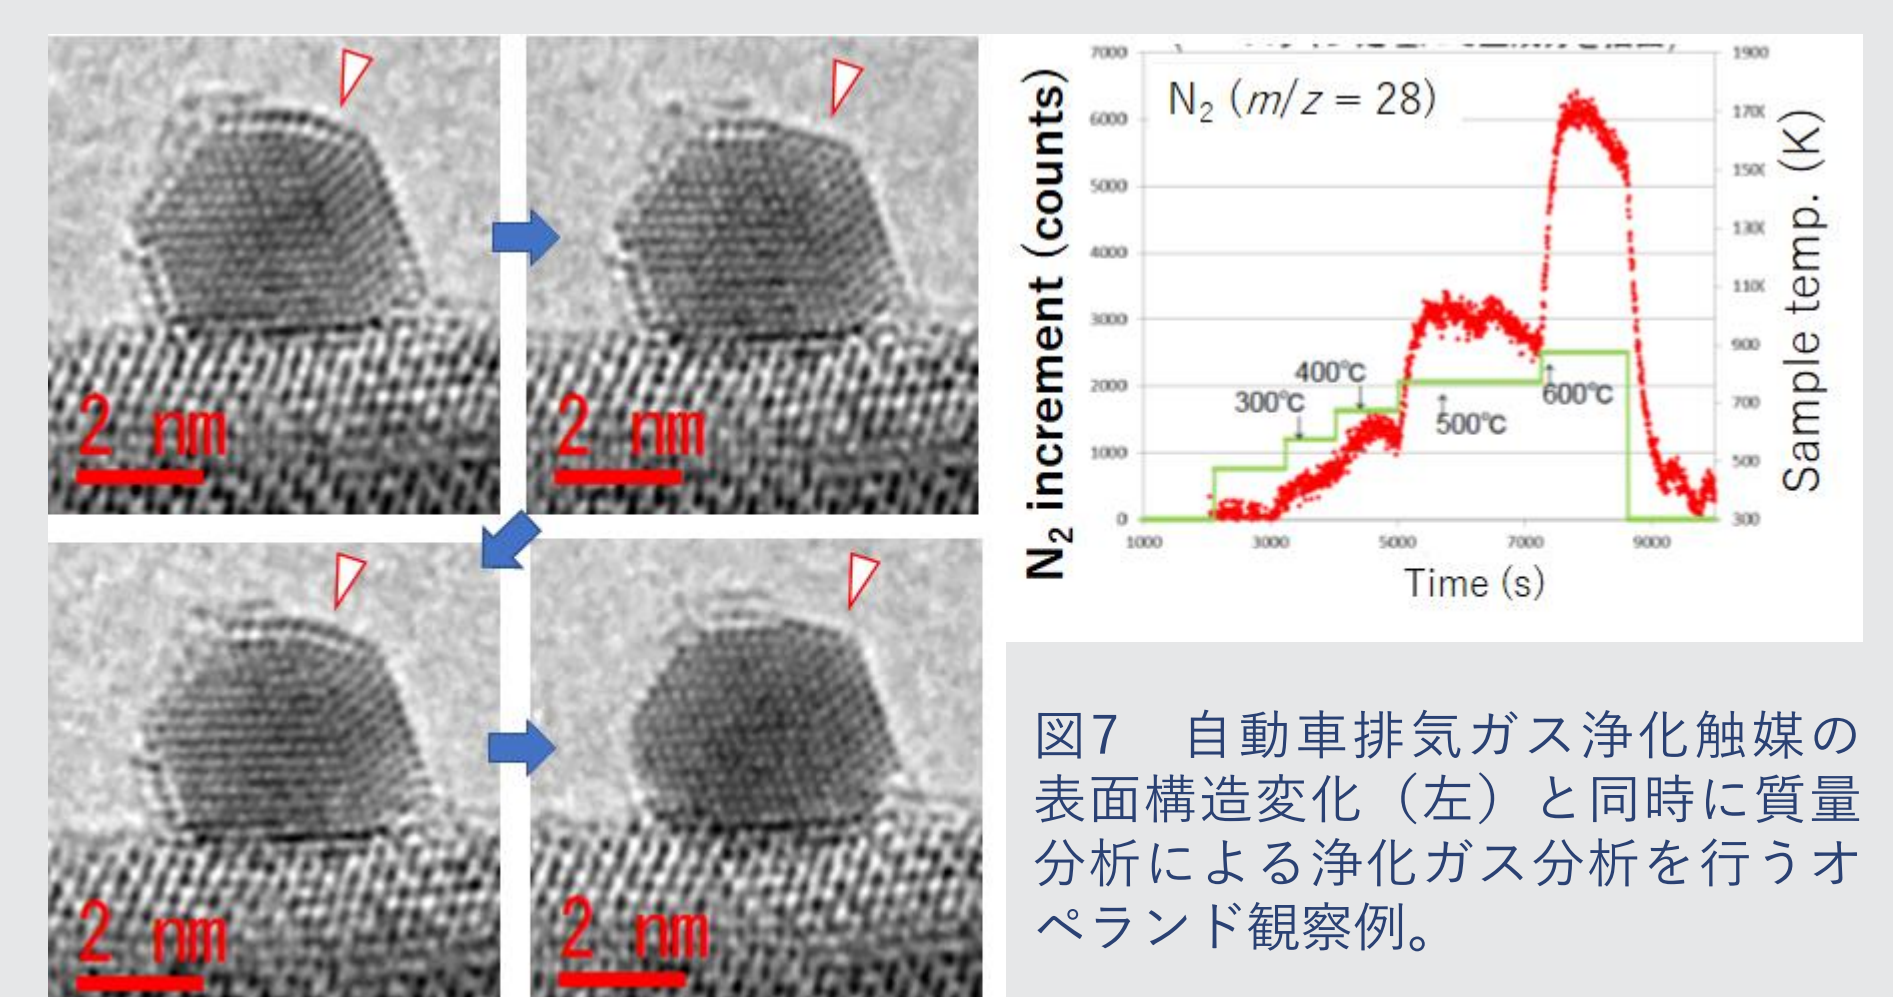 2 nm
2 nm
2 nm
2 nm
N₂ (m/z = 28)
N₂ increment (counts)
7000
6000
5000
4000
3000
2000
1000
0
1900
900
700
500
300
Sample temp. (K)
300℃
400℃
500℃
600℃
1000 3000 5000 7000 9000
Time (s)
図7 自動車排気ガス浄化触媒の
表面構造変化（左）と同時に質量
分析による浄化ガス分析を行うオ
ペランド観察例。